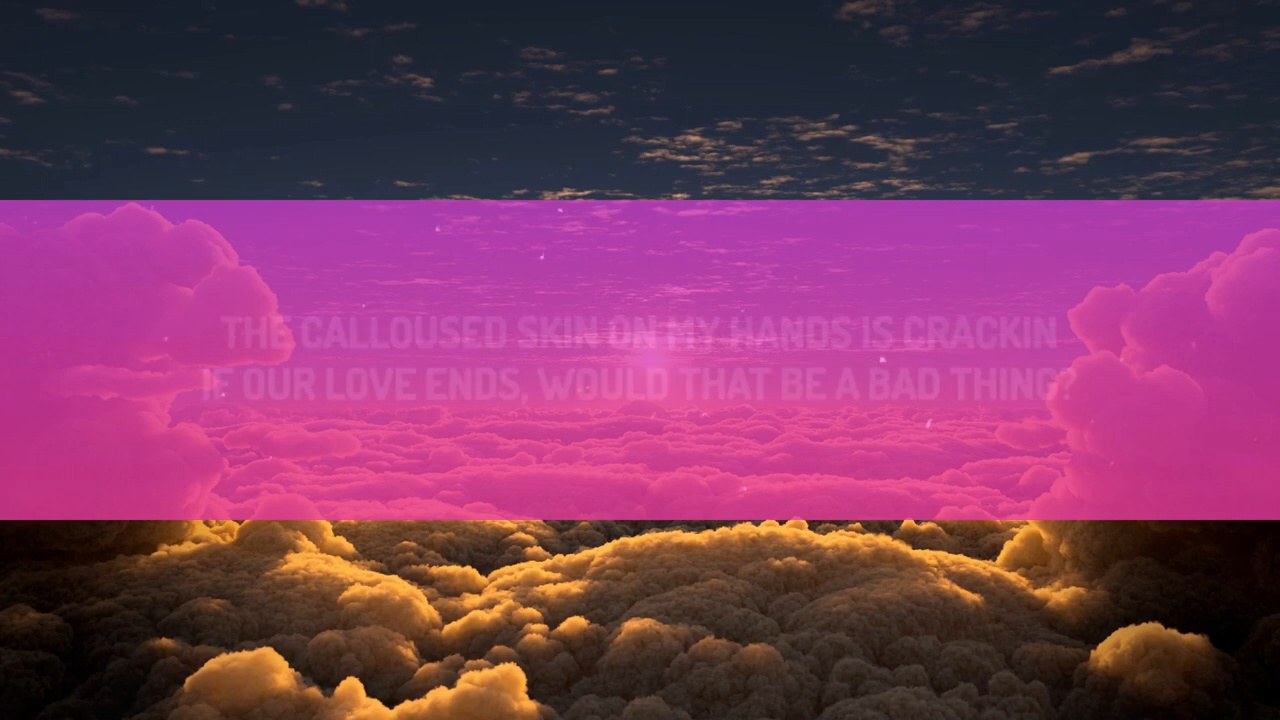 THE CALLOUSED SKIN ON MY HANDS IS CRACKIN
IF OUR LOVE ENDS, WOULD THAT BE A BAD THING?